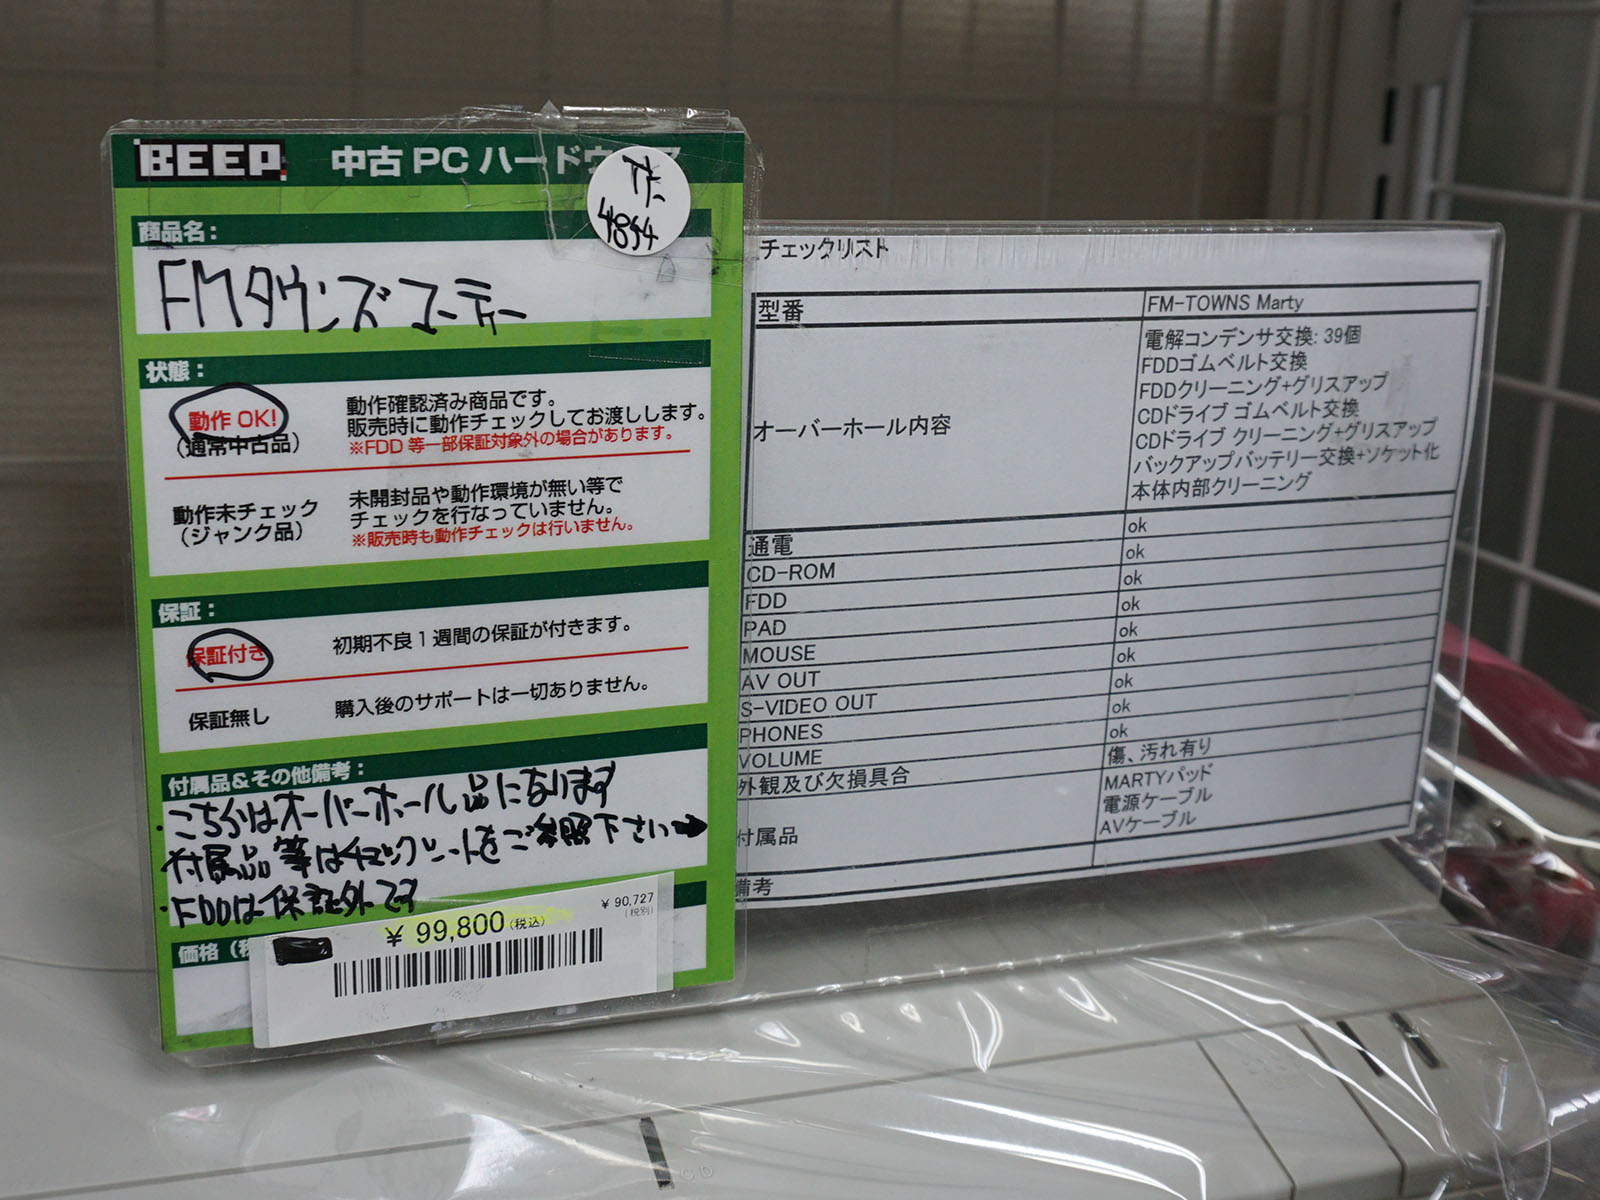 BEEP 中古PCハードウェア
下F
4854
商品名:
FMタウンズマーティー
状態:
動作OK!
(通常中古品)
動作確認済み商品です。
販売時に動作チェックしてお渡しします。
※FDD等一部保証対象外の場合があります。
動作未チェック
(ジャンク品)
未開封品や動作環境が無い等で
チェックを行なっていません。
※販売時も動作チェックは行いません。
保証:
保証付き
初期不良1週間の保証が付きます。
保証無し
購入後のサポートは一切ありません。
付属品&その他備考:
・こちらはオーバーホール品になります
付属品等はチェックシートをご参照下さい→
・FDDは保証外です
価格(税
¥99,800(税込)
¥90,727
(税別)
チェックリスト
型番
FM-TOWNS Marty
オーバーホール内容
電解コンデンサ交換: 39個
FDDゴムベルト交換
FDDクリーニング+グリスアップ
CDドライブ ゴムベルト交換
CDドライブ クリーニング+グリスアップ
バックアップバッテリー交換+ソケット化
本体内部クリーニング
通電 ok
CD-ROM ok
FDD ok
PAD ok
MOUSE ok
AV OUT ok
S-VIDEO OUT ok
PHONES ok
VOLUME ok
外観及び欠損具合 傷、汚れ有り
付属品
MARTYパッド
電源ケーブル
AVケーブル
備考
CD